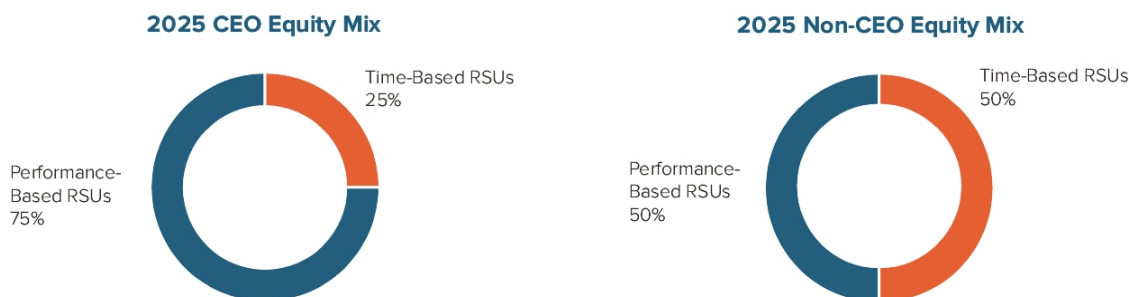 2025 CEO Equity Mix
Time-Based RSUs
25%
Performance-
Based RSUs
75%
2025 Non-CEO Equity Mix
Time-Based RSUs
50%
Performance-
Based RSUs
50%